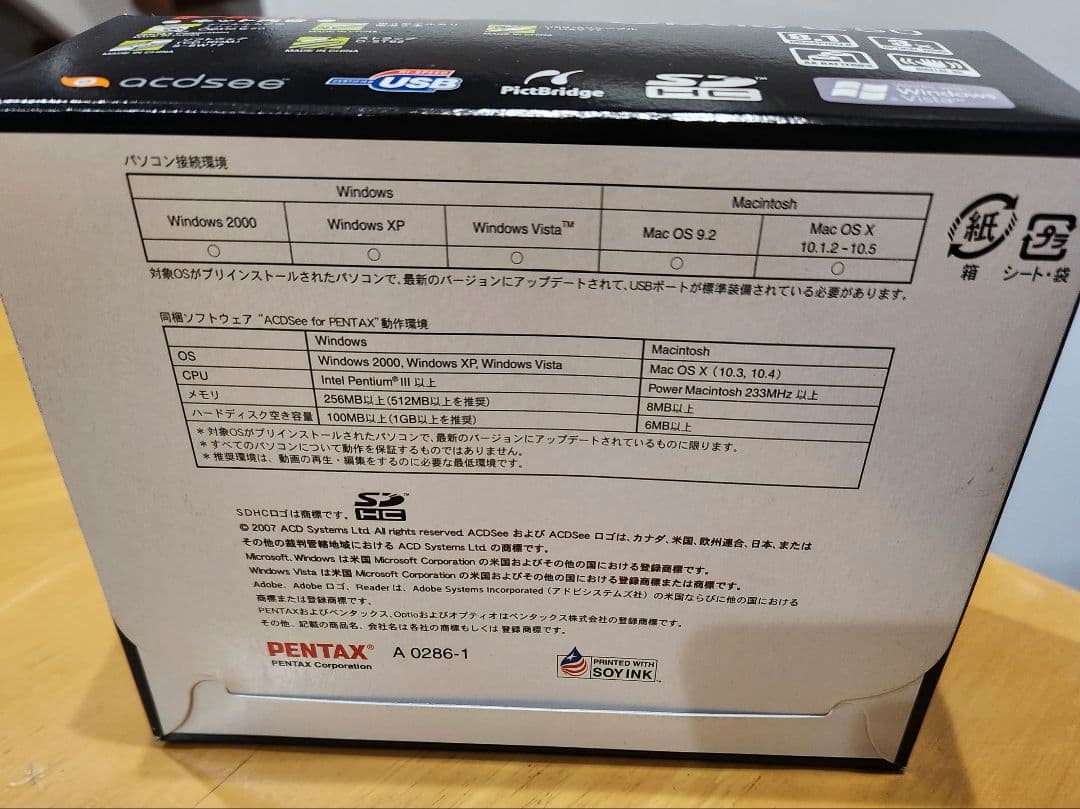 MADE IN CHINA
MADE IN CHINA
acdsee
HI-SPEED
USB
PictBridge
SDHC
Windows Vista™
パソコン接続環境
Windows Macintosh
Windows 2000 Windows XP Windows Vista™ Mac OS 9.2 Mac OS X 10.1.2 - 10.5
○ ○ ○ ○ ○
対象OSがプリインストールされたパソコンで、最新のバージョンにアップデートされて、USBポートが標準装備されている必要があります。
紙
箱
プラ
シート・袋
同梱ソフトウェア "ACDSee for PENTAX"動作環境
Windows Macintosh
OS Windows 2000, Windows XP, Windows Vista Mac OS X (10.3, 10.4)
CPU Intel Pentium® III 以上 Power Macintosh 233MHz 以上
メモリ 256MB以上(512MB以上を推奨) 8MB以上
ハードディスク空き容量 100MB以上(1GB以上を推奨) 6MB以上
* 対象OSがプリインストールされたパソコンで、最新のバージョンにアップデートされているものに限ります。
* すべてのパソコンについて動作を保証するものではありません。
* 推奨環境は、動画の再生・編集をするのに必要な最低環境です。
SDHCロゴは商標です。 SDHC™
© 2007 ACD Systems Ltd. All rights reserved. ACDSee および ACDSee ロゴは、カナダ、米国、欧州連合、日本、または
その他の裁判管轄地域における ACD Systems Ltd. の商標です。
Microsoft、Windows は米国 Microsoft Corporation の米国およびその他の国における登録商標です。
Windows Vista は米国 Microsoft Corporation の米国およびその他の国における登録商標または商標です。
Adobe、Adobe ロゴ、Reader は、Adobe Systems Incorporated (アドビシステムズ社) の米国ならびに他の国における
商標または登録商標です。
PENTAXおよびペンタックス、Optioおよびオプティオはペンタックス株式会社の登録商標です。
その他、記載の商品名、会社名は各社の商標もしくは登録商標です。
PENTAX® A 0286-1
PENTAX Corporation
PRINTED WITH
SOY INK™